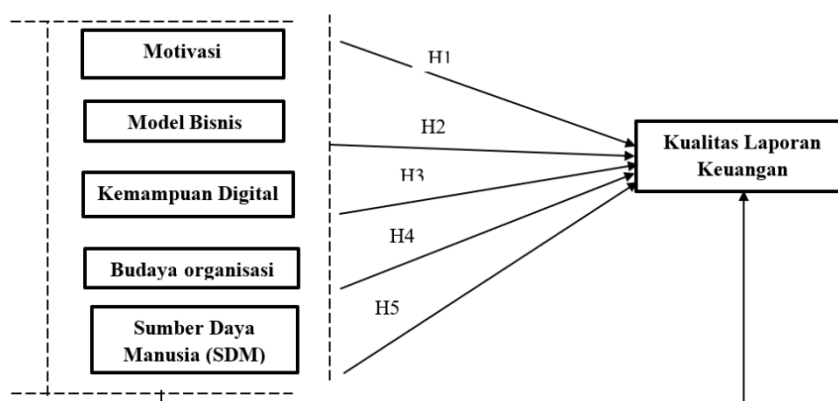 Motivasi
H1
Model Bisnis
H2
Kualitas Laporan
Keuangan
Kemampuan Digital
H3
H4
Budaya organisasi
H5
Sumber Daya
Manusia (SDM)